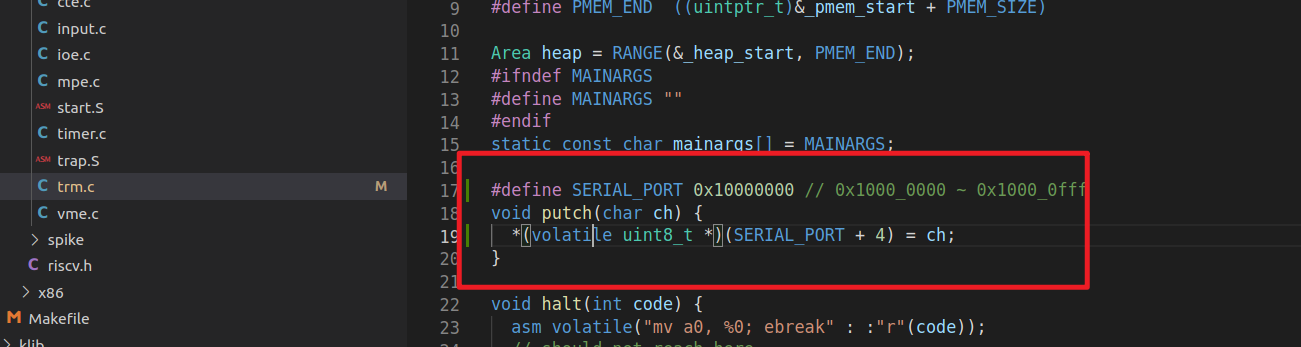 cte.c
input.c
ioe.c
mpe.c
ASM start.S
timer.c
ASM trap.S
trm.c M
vme.c
spike
riscv.h
x86
Makefile
klib
9 #define PMEM_END ((uintptr_t)&_pmem_start + PMEM_SIZE)
10
11 Area heap = RANGE(&_heap_start, PMEM_END);
12 #ifndef MAINARGS
13 #define MAINARGS ""
14 #endif
15 static const char mainargs[] = MAINARGS;
16
17 #define SERIAL_PORT 0x10000000 // 0x1000_0000 ~ 0x1000_0fff
18 void putch(char ch) {
19 *(volatile uint8_t *)(SERIAL_PORT + 4) = ch;
20 }
21
22 void halt(int code) {
23 asm volatile("mv a0, %0; ebreak" : :"r"(code));
24 // should not reach here